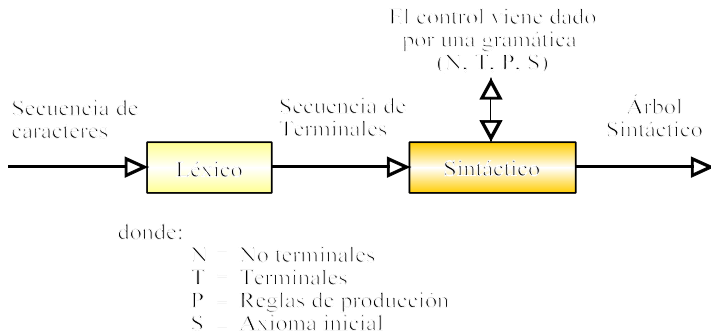 El control viene dado
por una gramática
(N, T, P, S)
Secuencia de
caracteres
Secuencia de
Terminales
Árbol
Sintáctico
Léxico
Sintáctico
donde:
N = No terminales
T = Terminales
P = Reglas de producción
S = Axioma inicial